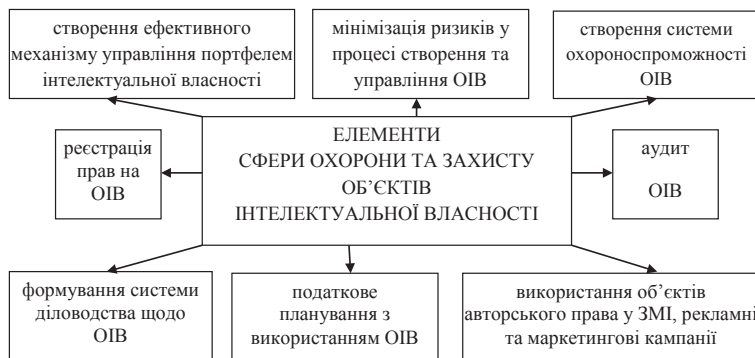 створення ефективного
механізму управління портфелем
інтелектуальної власності
мінімізація ризиків у
процесі створення та
управління ОІВ
створення системи
охороноспроможності
ОІВ
реєстрація
прав на
ОІВ
ЕЛЕМЕНТИ
СФЕРИ ОХОРОНИ ТА ЗАХИСТУ
ОБ’ЄКТІВ
ІНТЕЛЕКТУАЛЬНОЇ ВЛАСНОСТІ
аудит
ОІВ
формування системи
діловодства щодо
ОІВ
податкове
планування з
використанням ОІВ
використання об’єктів
авторського права у ЗМІ, рекламні
та маркетингові кампанії